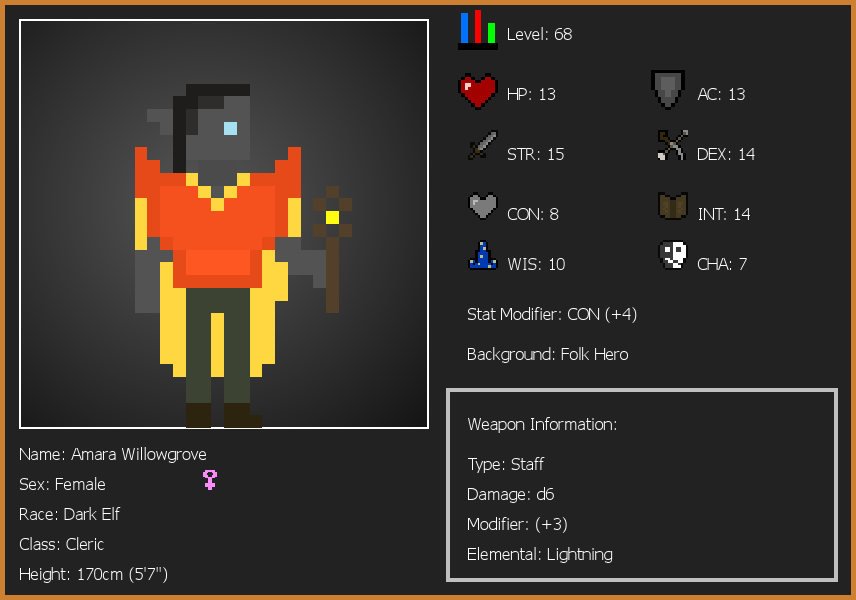 Level: 68
HP: 13
AC: 13
STR: 15
DEX: 14
CON: 8
INT: 14
WIS: 10
CHA: 7
Stat Modifier: CON (+4)
Background: Folk Hero
Weapon Information:
Type: Staff
Damage: d6
Modifier: (+3)
Elemental: Lightning
Name: Amara Willowgrove
Sex: Female
Race: Dark Elf
Class: Cleric
Height: 170cm (5'7")